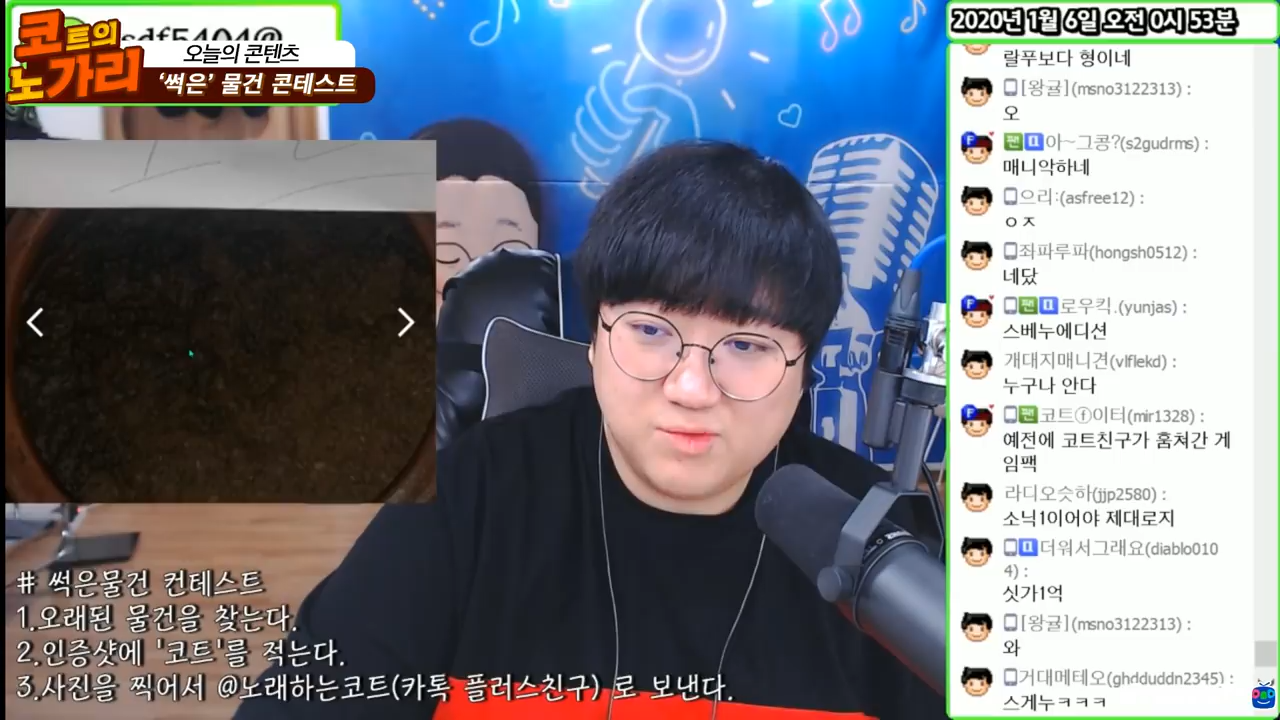 코트의
노가리
sdf5404@
오늘의 콘텐츠
‘썩은’ 물건 콘테스트
# 썩은물건 컨테스트
1.오래된 물건을 찾는다.
2.인증샷에 '코트'를 적는다.
3.사진을 찍어서 @노래하는코트(카톡 플러스친구) 로 보낸다.
2020년 1월 6일 오전 0시 53분
랄푸보다 형이네
[왕귤](msno3122313) :
오
팬 아~그콩?(s2gudrms) :
매니악하네
으리:(asfree12) :
ㅇㅈ
좌파루파(hongsh0512) :
네닸
팬 로우킥.(yunjas) :
스베누에디션
개대지매니견(vlflekd) :
누구나 안다
팬 코트ⓕ이터(mir1328) :
예전에 코트친구가 훔쳐간 게
임팩
라디오슷하(jjp2580) :
소닉1이어야 제대로지
더워서그래요(diablo010
4) :
싯가1억
[왕귤](msno3122313) :
와
거대메테오(ghdduddn2345) :
스게누ㅋㅋㅋ